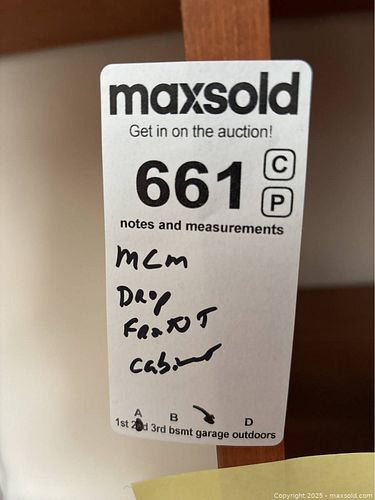 maxsold
Get in on the auction!
661 C
P
notes and measurements
MCM
DROP
FRONT
Cabinet
A B D
1st 2nd 3rd bsmt garage outdoors
Copyright 2025 - maxsold.com